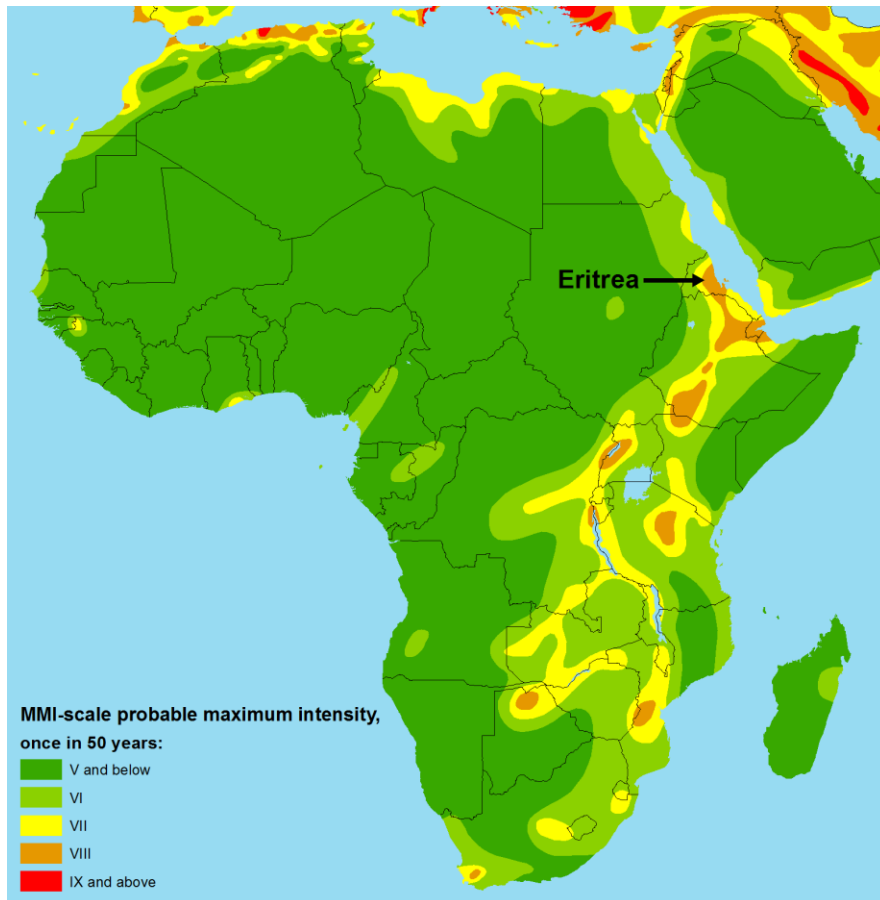 Eritrea
MMI-scale probable maximum intensity,
once in 50 years:
V and below
VI
VII
VIII
IX and above